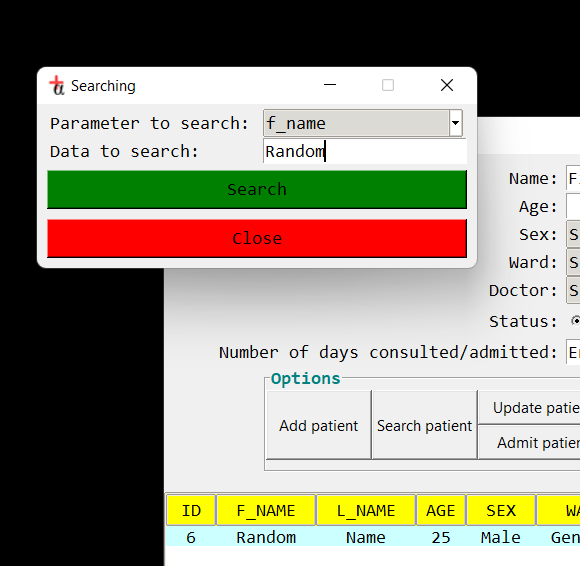 Searching
Parameter to search: f_name
Data to search: Random
Search
Close
Name:
Age:
Sex:
Ward:
Doctor:
Status:
Number of days consulted/admitted:
Options
Add patient Search patient
Update patie
Admit patien
ID F_NAME L_NAME AGE SEX WA
6 Random Name 25 Male Gen